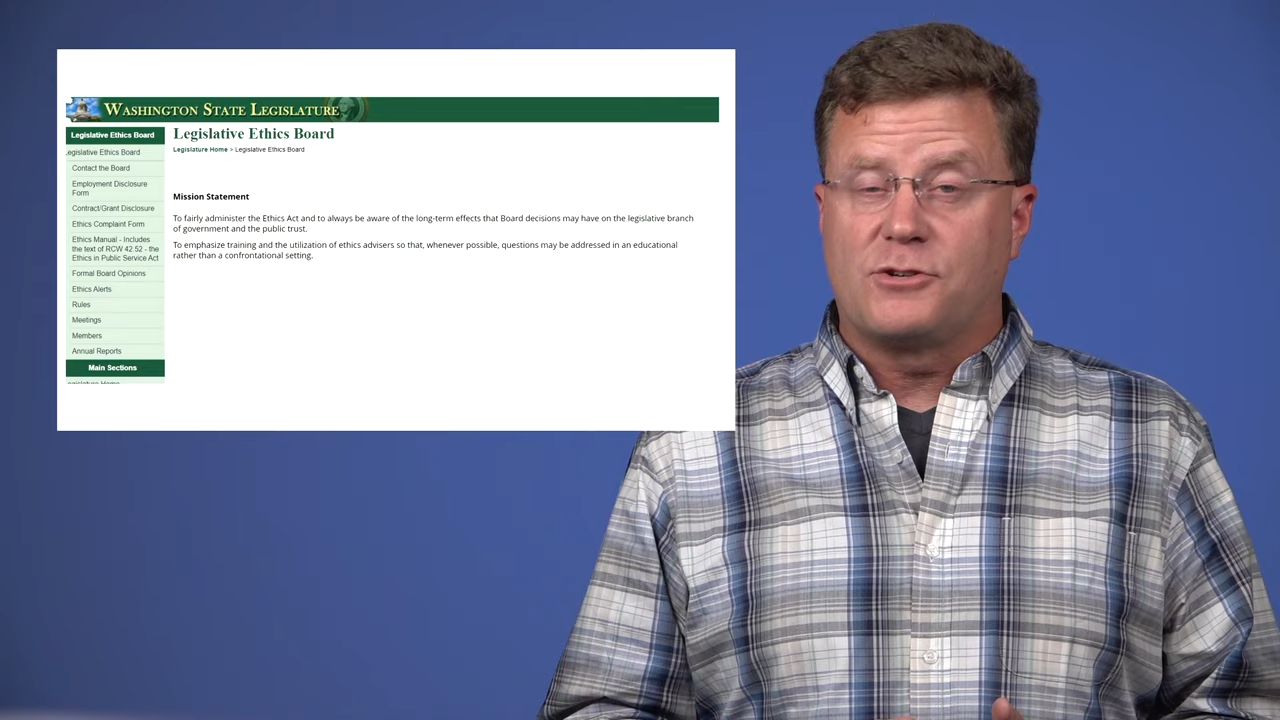 WASHINGTON STATE LEGISLATURE
Legislative Ethics Board
egislative Ethics Board
Contact the Board
Employment Disclosure
Form
Contract/Grant Disclosure
Ethics Complaint Form
Ethics Manual - Includes
the text of RCW 42.52 - the
Ethics in Public Service Act
Formal Board Opinions
Ethics Alerts
Rules
Meetings
Members
Annual Reports
Main Sections
Legislative Ethics Board
Legislature Home > Legislative Ethics Board
Mission Statement
To fairly administer the Ethics Act and to always be aware of the long-term effects that Board decisions may have on the legislative branch
of government and the public trust.
To emphasize training and the utilization of ethics advisers so that, whenever possible, questions may be addressed in an educational
rather than a confrontational setting.